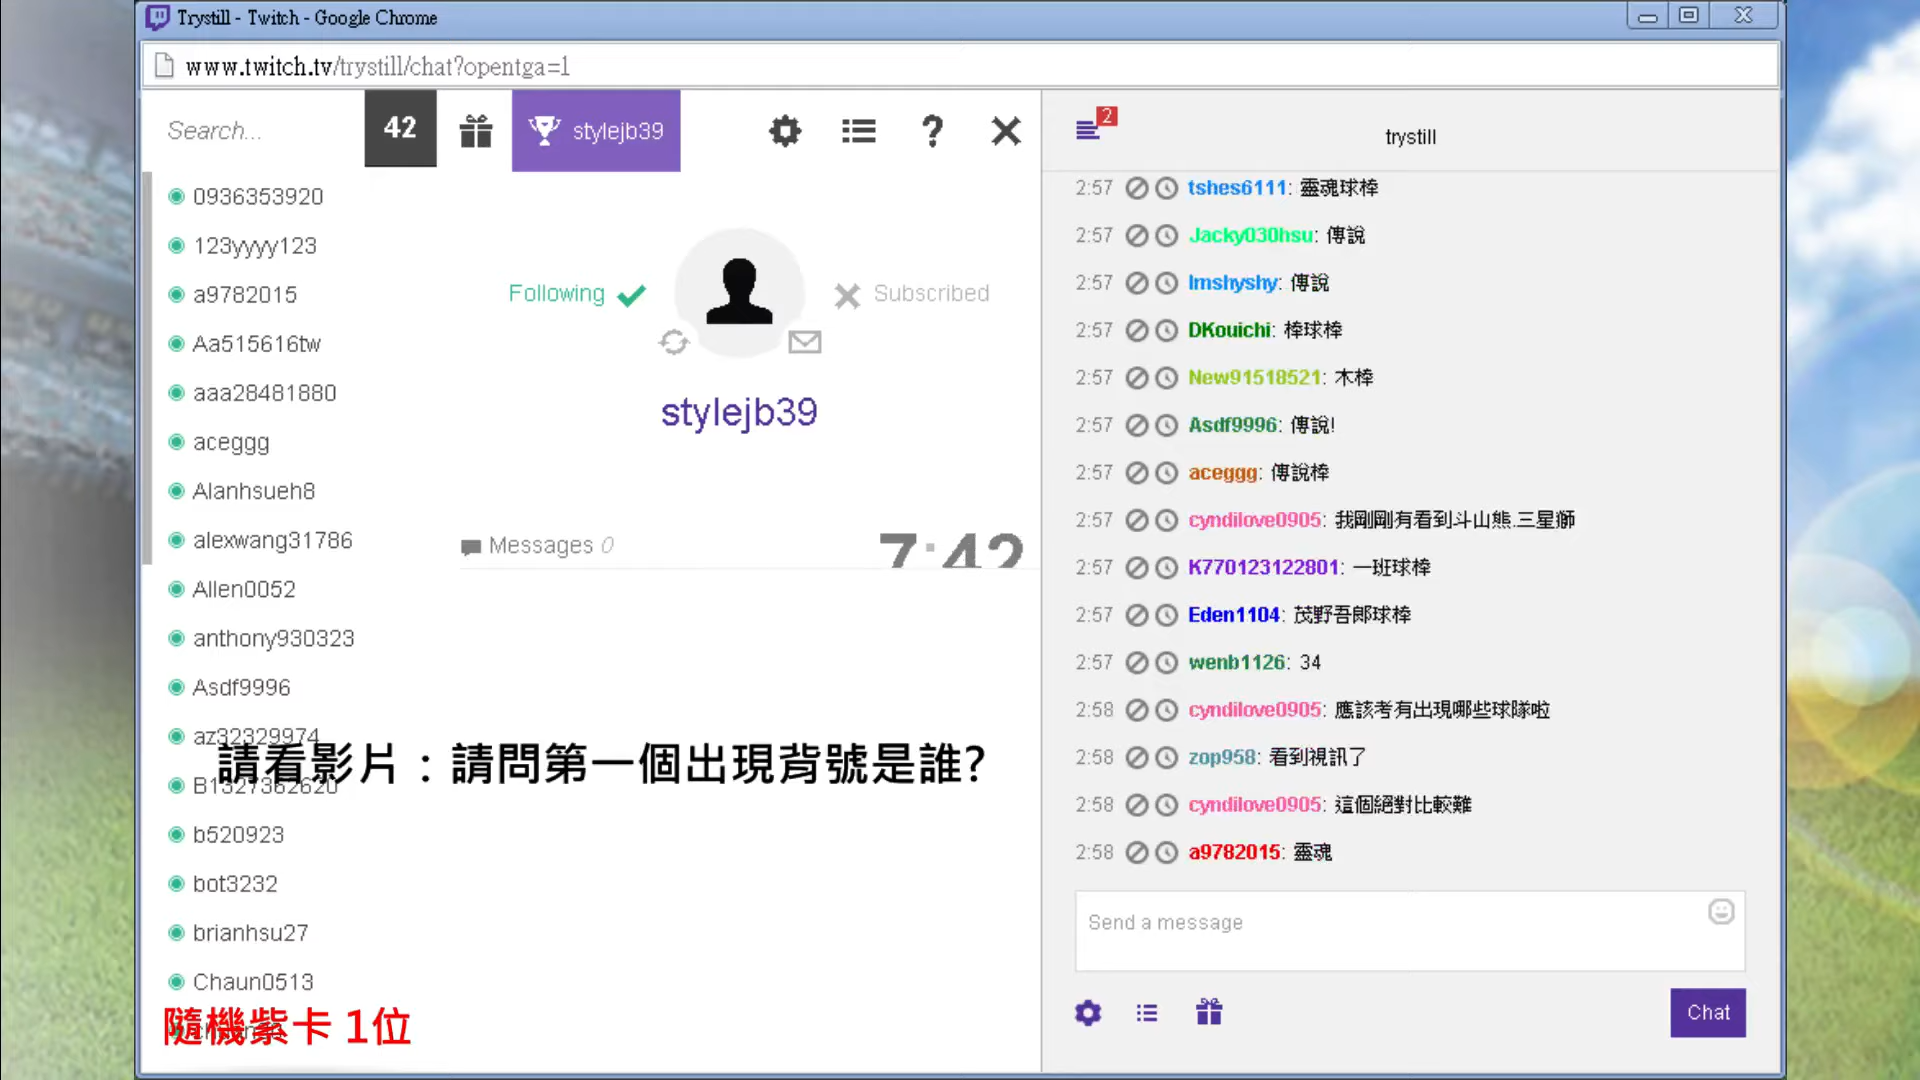 Trystill - Twitch - Google Chrome
www.twitch.tv/trystill/chat?opentga=1
Search...
42
stylejb39
0936353920
123yyyy123
a9782015
Aa515616tw
aaa28481880
aceggg
Alanhsueh8
alexwang31786
Allen0052
anthony930323
Asdf9996
az32329974
B1327362620
b520923
bot3232
brianhsu27
Chaun0513
Following
Subscribed
stylejb39
Messages 0
7:42
請看影片：請問第一個出現背號是誰?
隨機紫卡 1位
2
trystill
2:57 tshes6111: 靈魂球棒
2:57 Jacky030hsu: 傳說
2:57 Imshyshy: 傳說
2:57 DKouichi: 棒球棒
2:57 New91518521: 木棒
2:57 Asdf9996: 傳說!
2:57 aceggg: 傳說棒
2:57 cyndilove0905: 我剛剛有看到斗山熊.三星獅
2:57 K770123122801: 一班球棒
2:57 Eden1104: 茂野吾郎球棒
2:57 wenb1126: 34
2:58 cyndilove0905: 應該考有出現哪些球隊啦
2:58 zop958: 看到視訊了
2:58 cyndilove0905: 這個絕對比較難
2:58 a9782015: 靈魂
Send a message
Chat